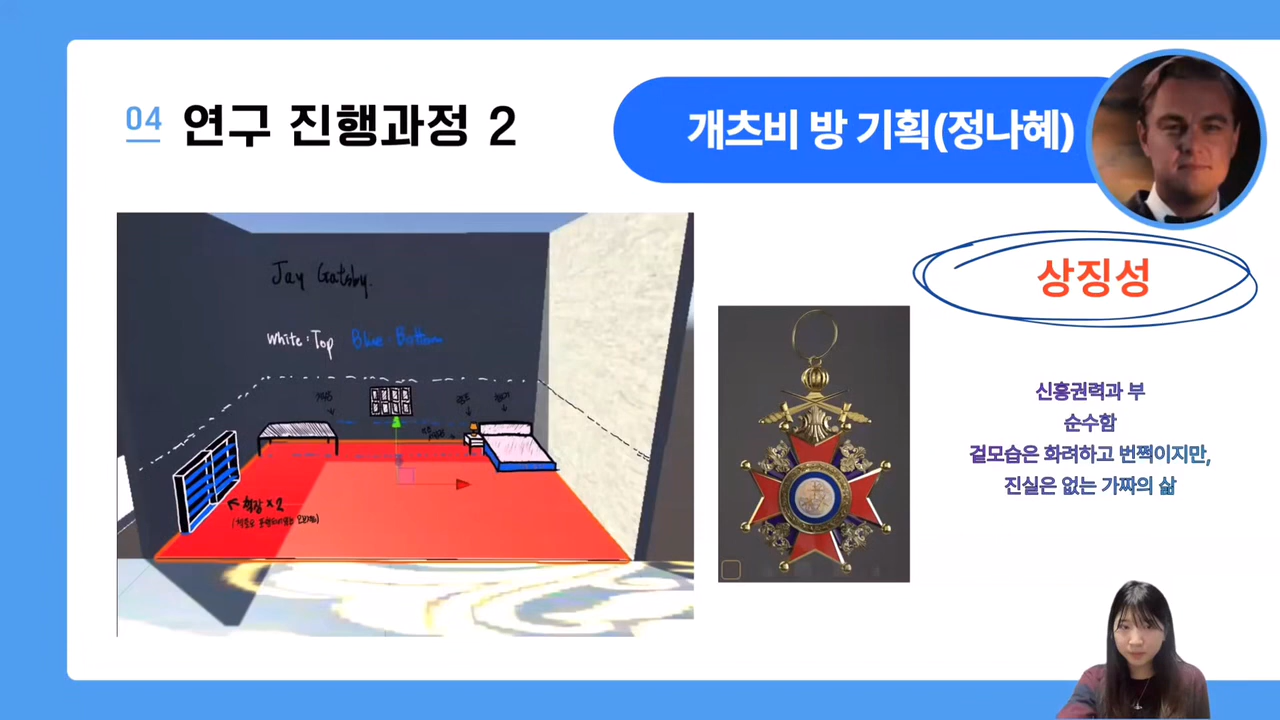 04 연구 진행과정 2
개츠비 방 기획(정나혜)
상징성
Jay Gatsby.
White : Top Blue : Bottom
책장 x 2
신흥권력과 부
순수함
겉모습은 화려하고 번쩍이지만,
진실은 없는 가짜의 삶